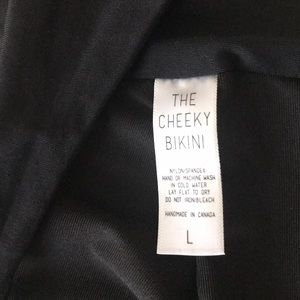 THE
CHEEKY
BIKINI
NYLON/SPANDEX
HAND OR MACHINE WASH
IN COLD WATER
LAY FLAT TO DRY
DO NOT IRON/BLEACH
HANDMADE IN CANADA
L